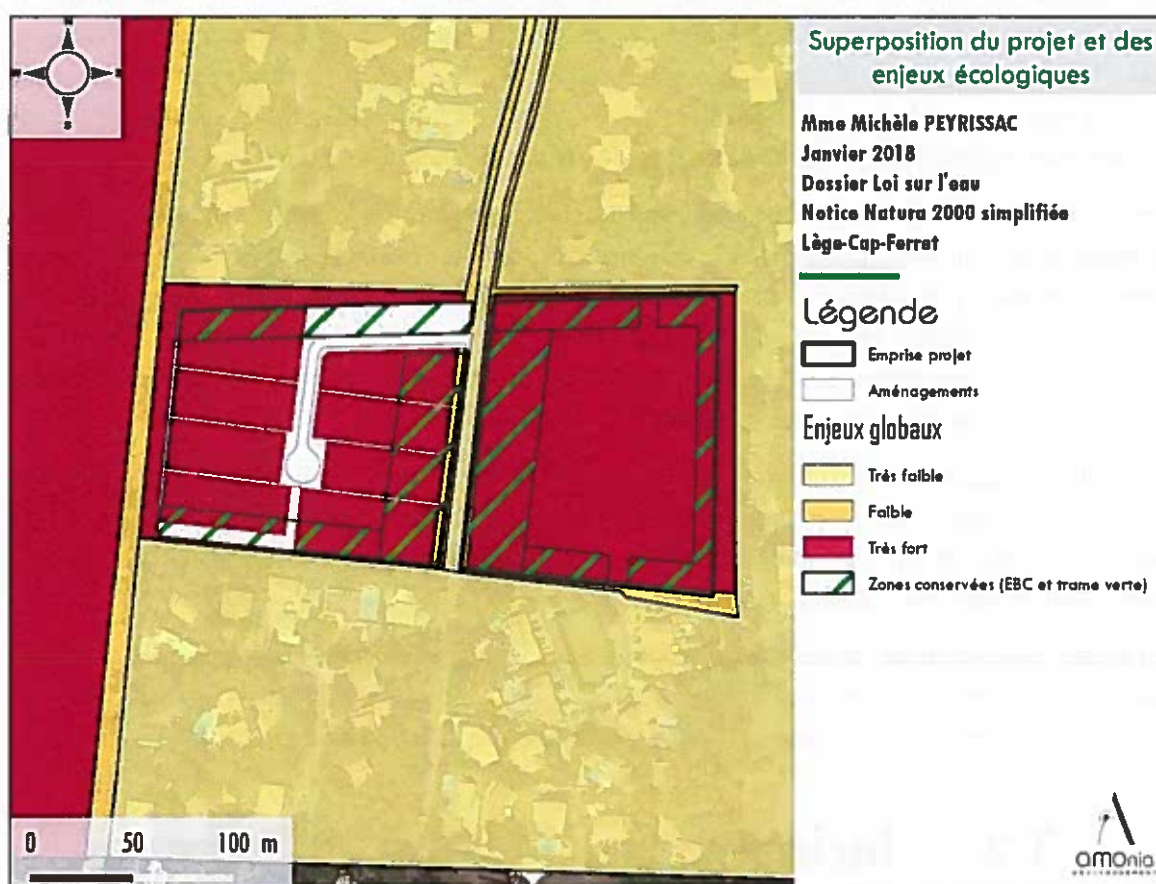 Superposition du projet et des
enjeux écologiques
Mme Michèle PEYRISSAC
Janvier 2018
Dossier Loi sur l'eau
Notice Natura 2000 simplifiée
Lège-Cap-Ferret
Légende
Emprise projet
Aménagements
Enjeux globaux
Très faible
Faible
Très fort
Zones conservées (EBC et trame verte)
S
0 50 100 m
amonia